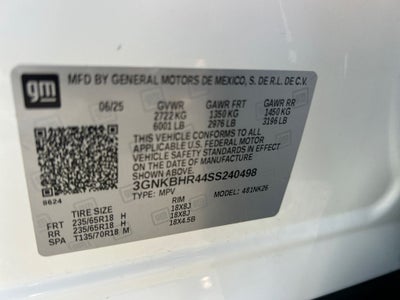 gm
MFD BY GENERAL MOTORS DE MEXICO, S. DE R.L. DE C.V.
06/25 GVWR GAWR FRT GAWR RR
2722 KG 1350 KG 1450 KG
6001 LB 2976 LB 3196 LB
THIS VEHICLE CONFORMS TO ALL
APPLICABLE U.S. FEDERAL MOTOR VEHICLE
SAFETY
THEFT PREVENTION STANDARDS IN EFFECT ON THE DATE
OF MANUFACTURE SHOWN ABOVE.
3GNKBHR44SS240498
TYPE: MPV MODEL: 481NK26
8624
TIRE SIZE RIM
FRT 235/65R18 H 18X8J
RR 235/65R18 H 18X8J
SPA T135/70R18 M 18X4.5B